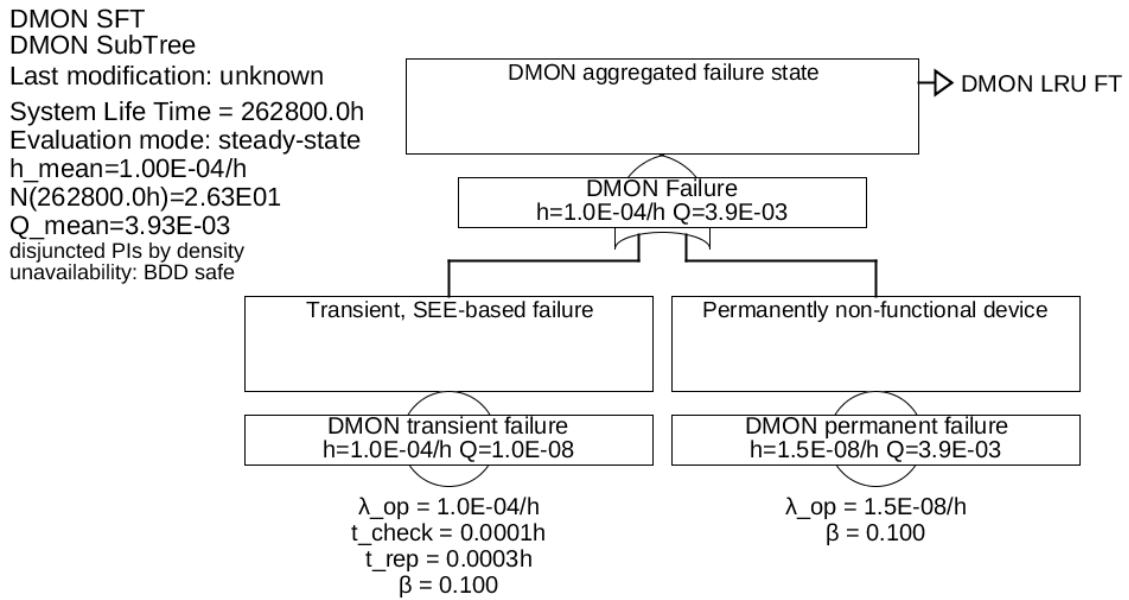 DMON SFT
DMON SubTree
Last modification: unknown
System Life Time = 262800.0h
Evaluation mode: steady-state
h_mean=1.00E-04/h
N(262800.0h)=2.63E01
Q_mean=3.93E-03
disjuncted PIs by density
unavailability: BDD safe
DMON aggregated failure state
DMON LRU FT
DMON Failure
h=1.0E-04/h Q=3.9E-03
Transient, SEE-based failure
DMON transient failure
h=1.0E-04/h Q=1.0E-08
λ_op = 1.0E-04/h
t_check = 0.0001h
t_rep = 0.0003h
β = 0.100
Permanently non-functional device
DMON permanent failure
h=1.5E-08/h Q=3.9E-03
λ_op = 1.5E-08/h
β = 0.100